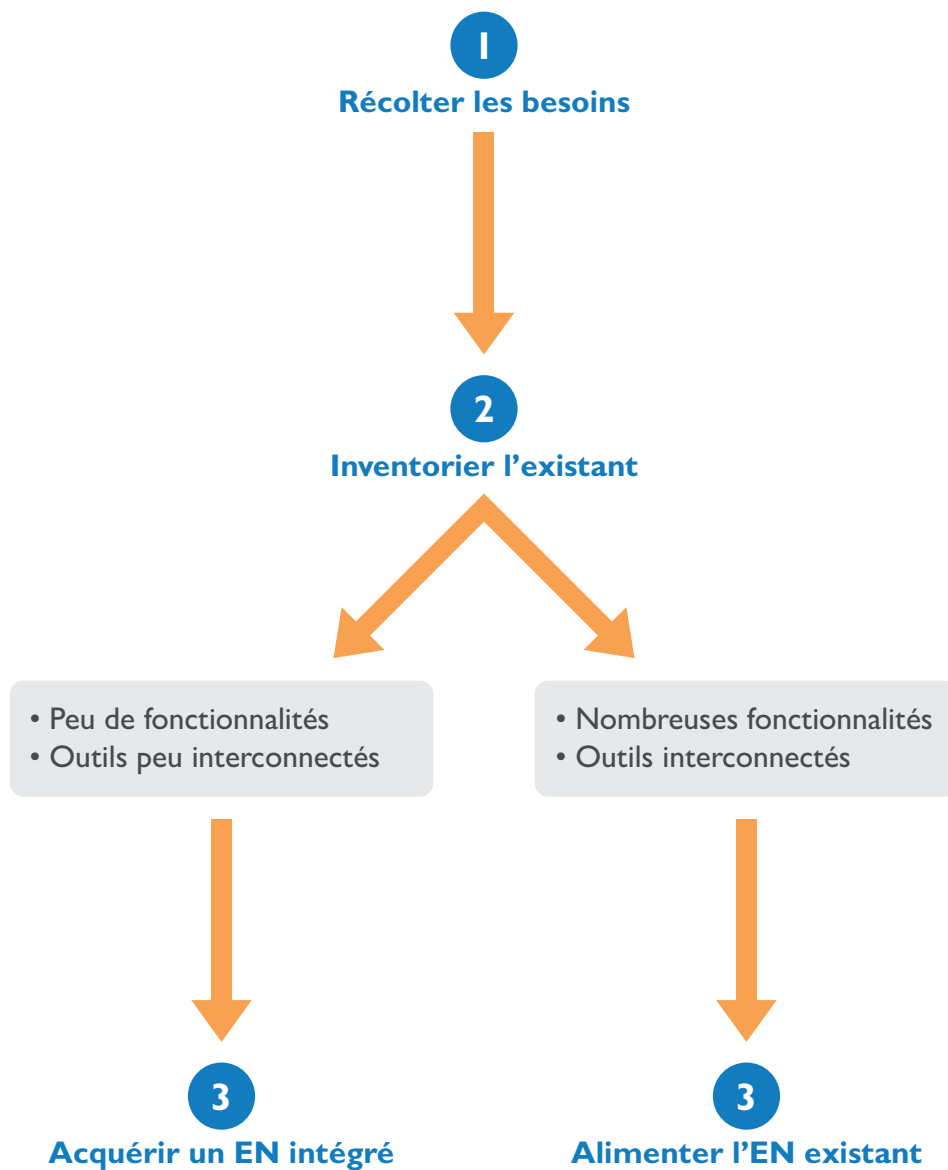 1
Récolter les besoins
2
Inventorier l’existant
• Peu de fonctionnalités
• Outils peu interconnectés
• Nombreuses fonctionnalités
• Outils interconnectés
3
Acquérir un EN intégré
3
Alimenter l’EN existant